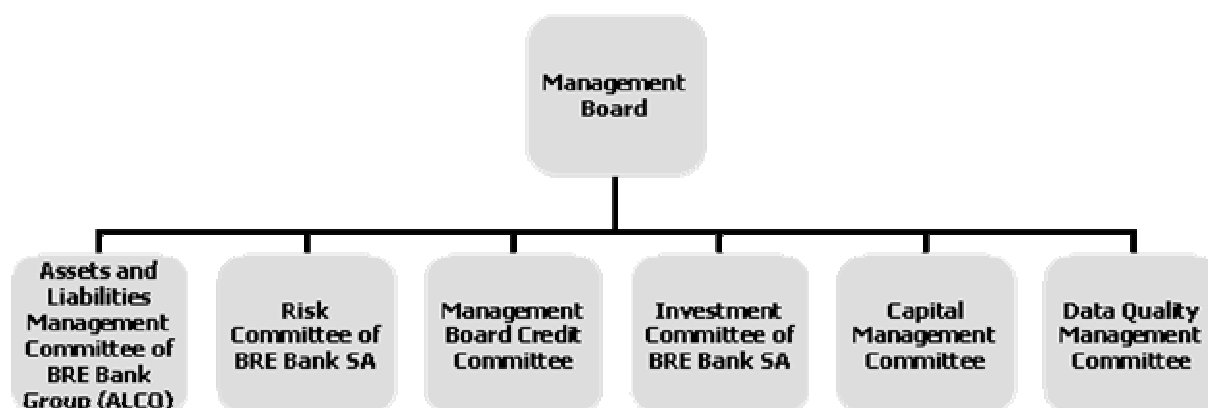 Management
Board
Assets and
Liabilities
Management
Committee of
BRE Bank
Group (ALCO)
Risk
Committee of
BRE Bank SA
Management
Board Credit
Committee
Investment
Committee of
BRE Bank SA
Capital
Management
Committee
Data Quality
Management
Committee